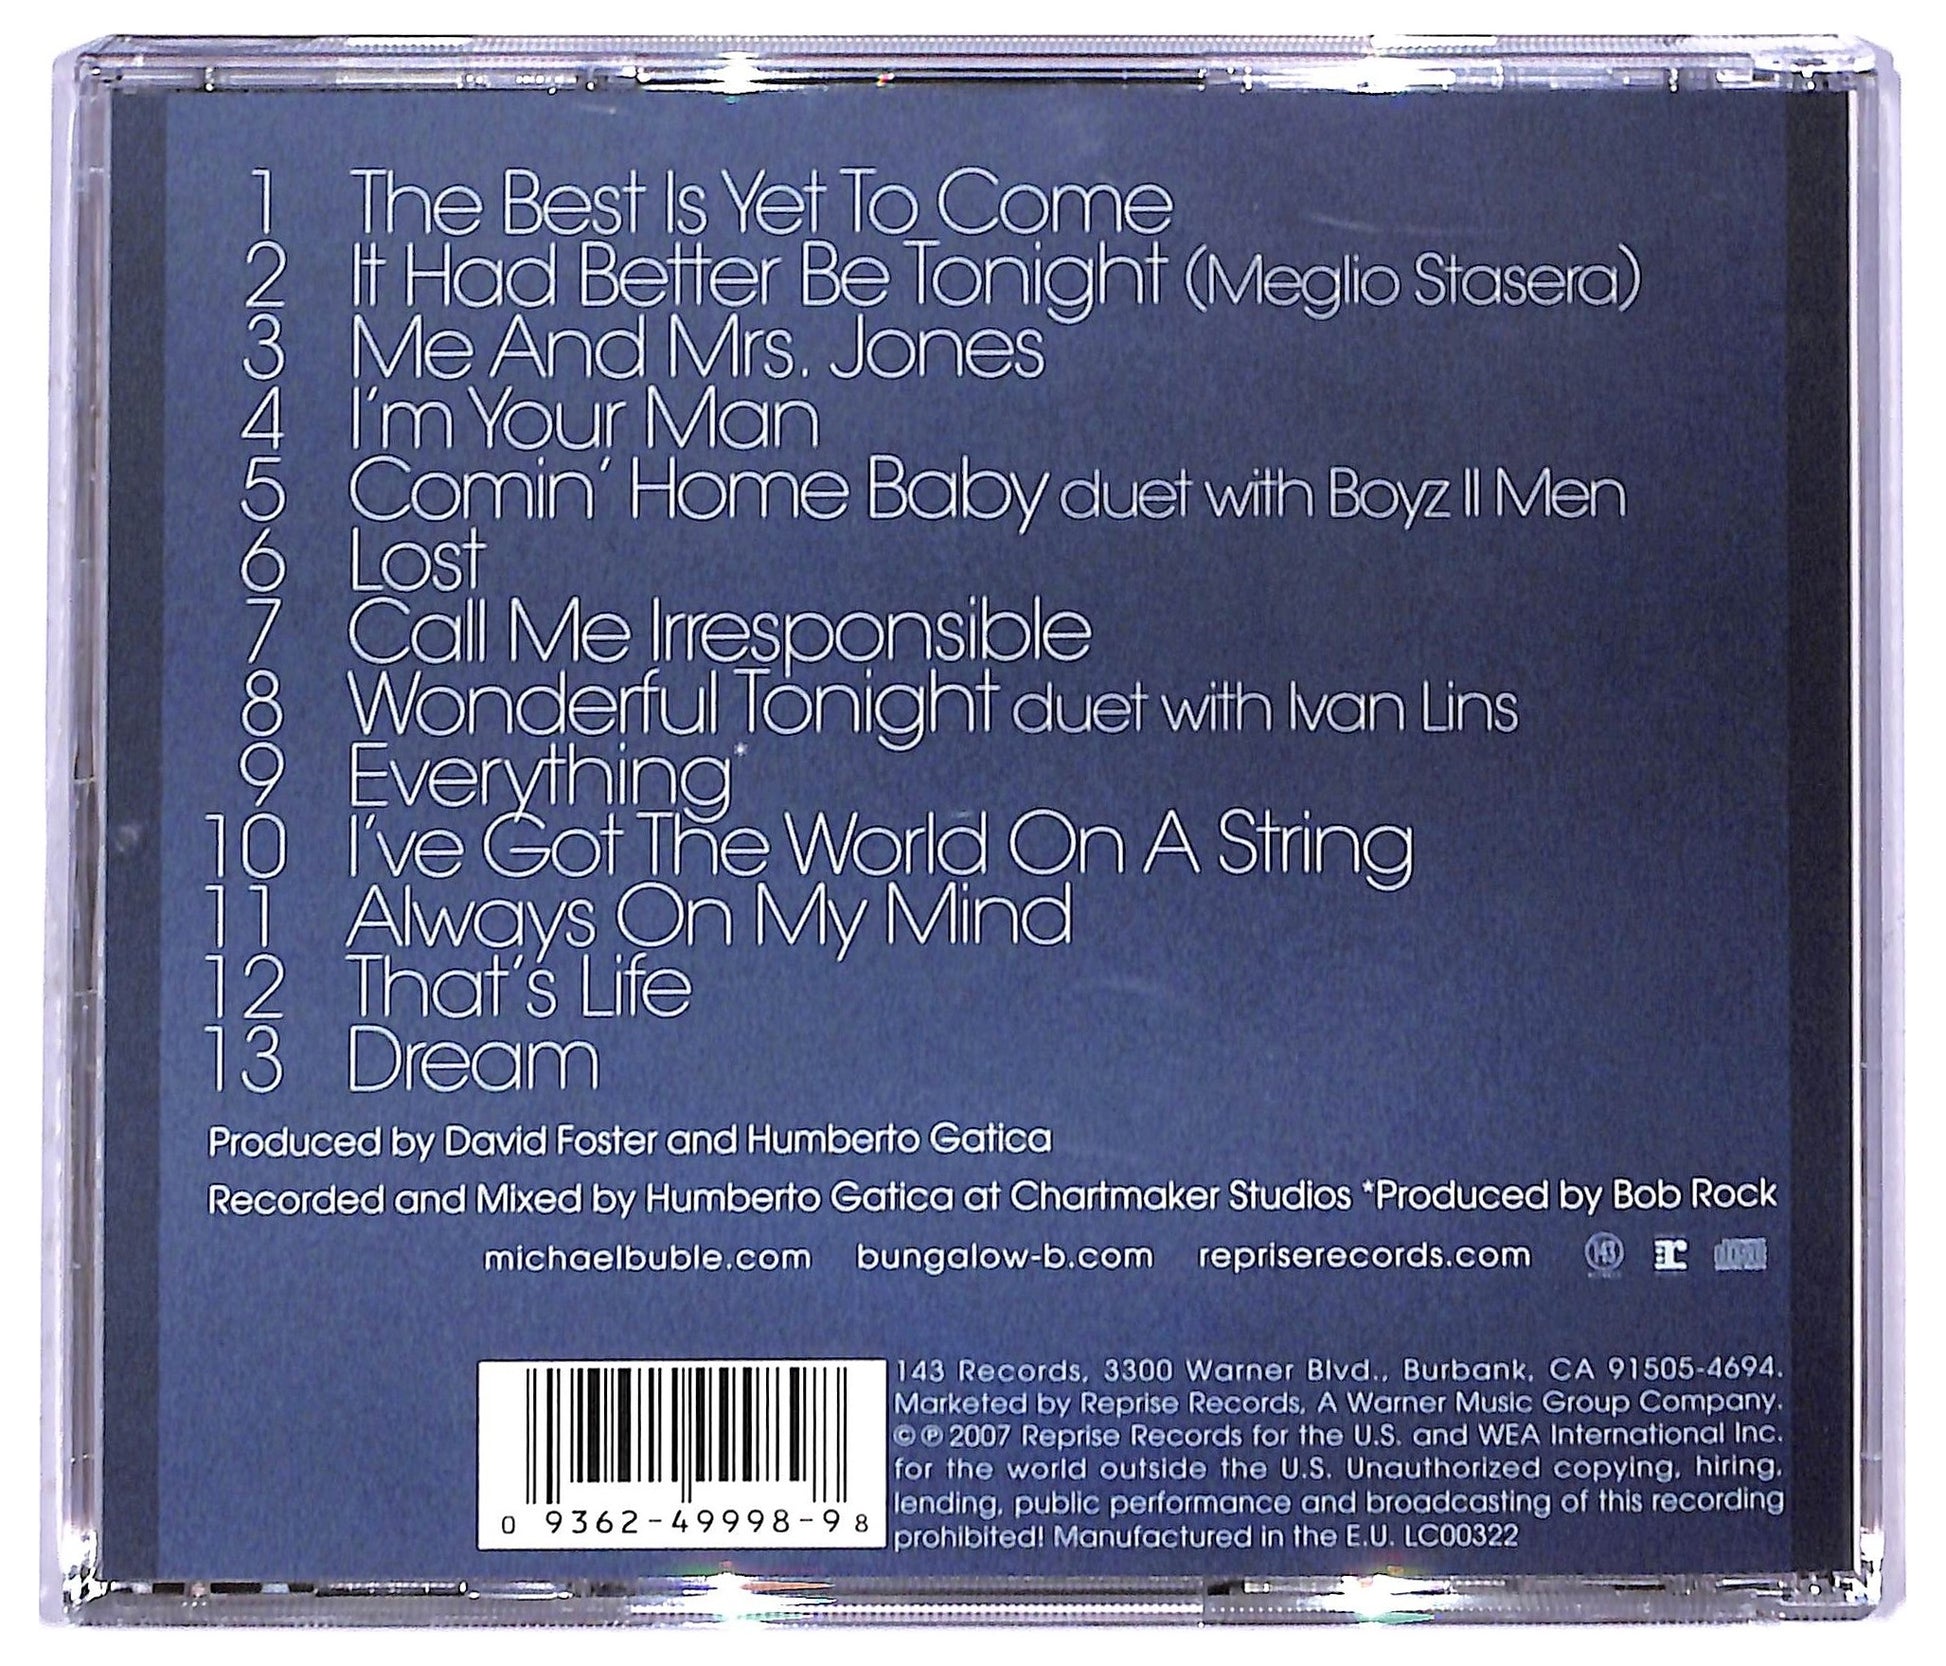 1 The Best Is Yet To Come
2 It Had Better Be Tonight (Meglio Stasera)
3 Me And Mrs. Jones
4 I'm Your Man
5 Comin' Home Baby duet with Boyz II Men
6 Lost
7 Call Me Irresponsible
8 Wonderful Tonight duet with Ivan Lins
9 Everything*
10 I've Got The World On A String
11 Always On My Mind
12 That's Life
13 Dream
Produced by David Foster and Humberto Gatica
Recorded and Mixed by Humberto Gatica at Chartmaker Studios *Produced by Bob Rock
michaelbuble.com bungalow-b.com repriserecords.com 143 r
143 Records, 3300 Warner Blvd., Burbank, CA 91505-4694.
Marketed by Reprise Records, A Warner Music Group Company.
© ℗ 2007 Reprise Records for the U.S. and WEA International Inc.
for the world outside the U.S. Unauthorized copying, hiring,
lending, public performance and broadcasting of this recording
prohibited! Manufactured in the E.U. LC00322
0 9362-49998-9 8